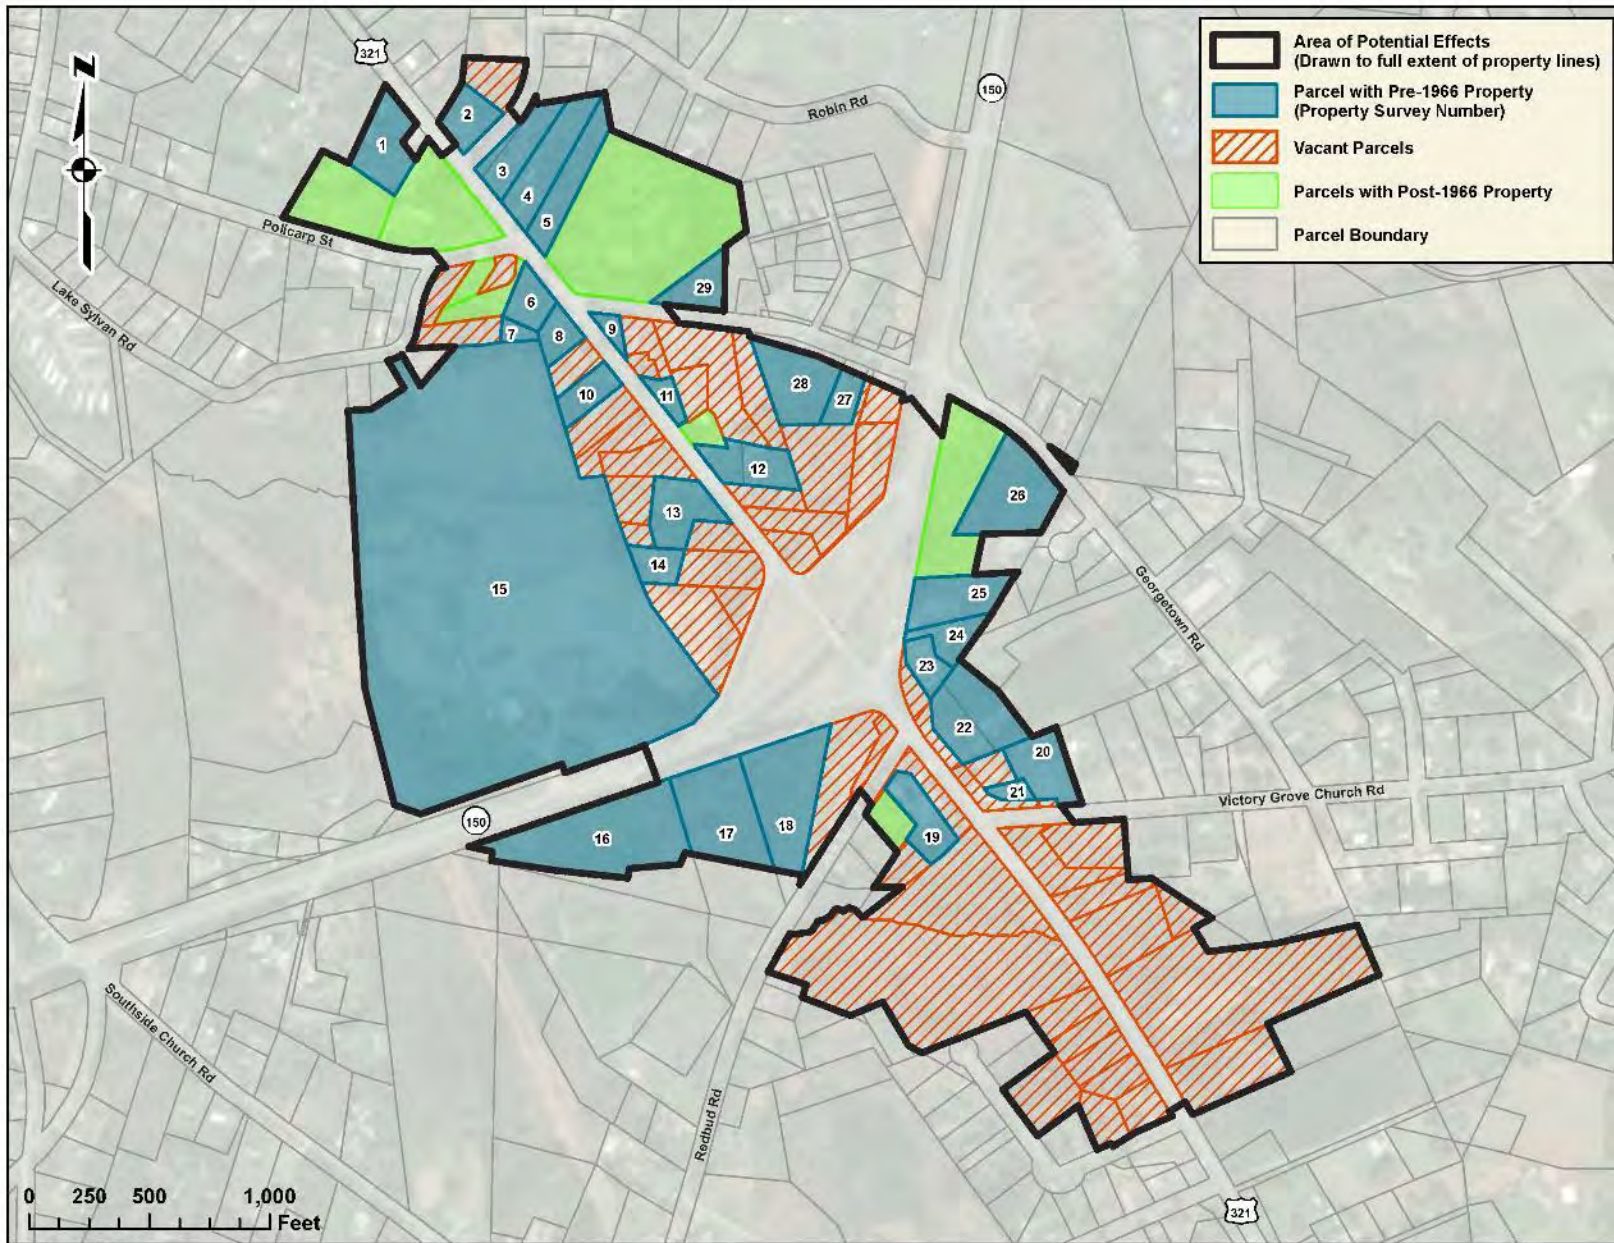 321
150
Area of Potential Effects
(Drawn to full extent of property lines)
Parcel with Pre-1966 Property
(Property Survey Number)
Vacant Parcels
Parcels with Post-1966 Property
Parcel Boundary
N
Robin Rd
1
2
3
4
5
Policarp St
Lake Sylvan Rd
29
6
7
8
9
10
11
28
27
12
13
14
15
26
25
24
23
22
20
21
Georgetown Rd
Victory Grove Church Rd
150
16
17
18
19
Southside Church Rd
Redbud Rd
321
0 250 500 1,000
Feet